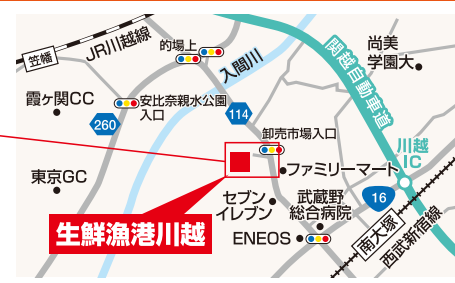 笠幡
JR川越線
的場上
入間川
関越自動車道
尚美
学園大
霞ヶ関CC
安比奈親水公園
入口
260
114
卸売市場入口
川越
IC
東京GC
ファミリーマート
セブン
イレブン
武蔵野
総合病院
16
生鮮漁港川越
ENEOS
南大塚
西武新宿線